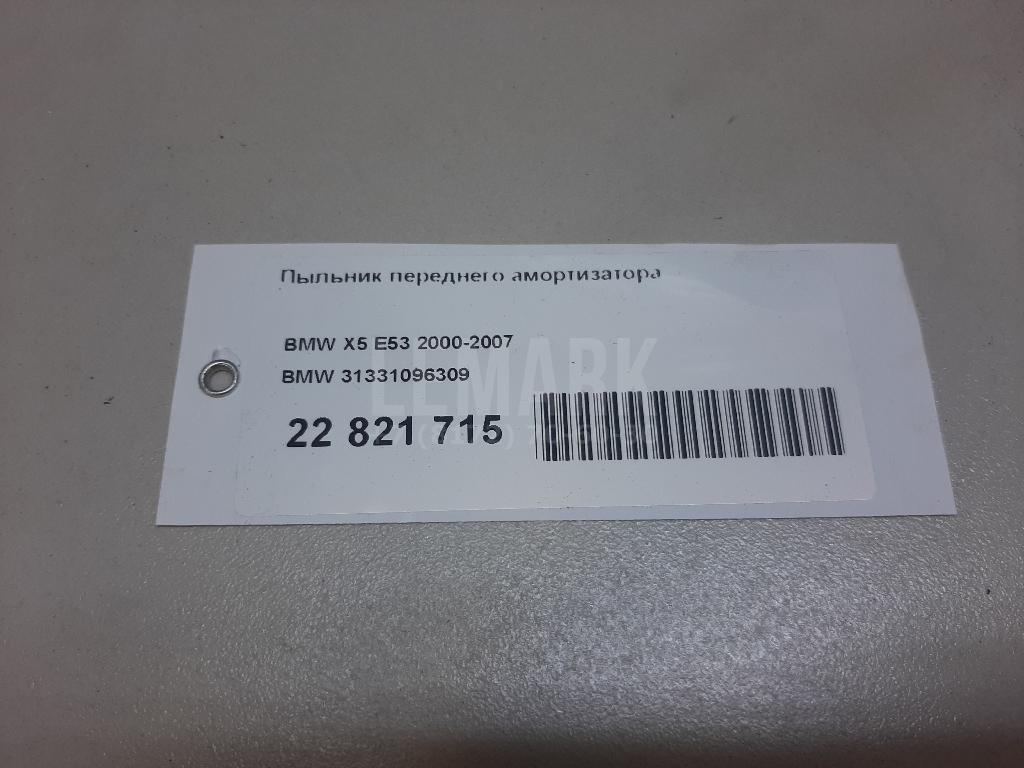 Пыльник переднего амортизатора
BMW X5 E53 2000-2007
BMW 31331096309
22 821 715